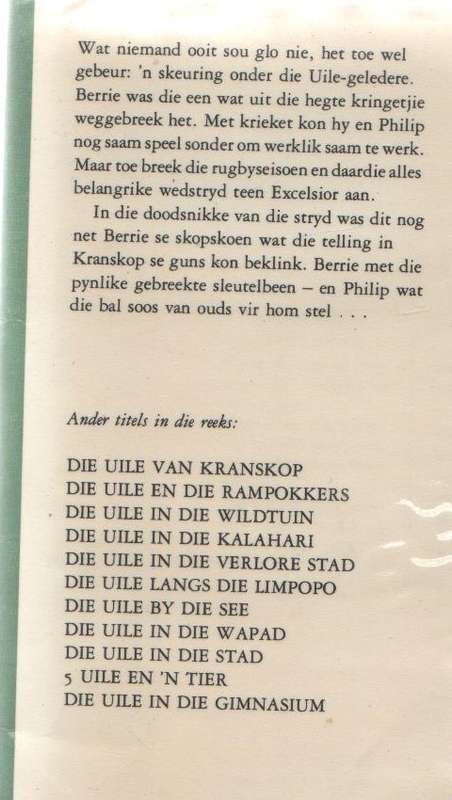 Wat niemand ooit sou glo nie, het toe wel
gebeur: 'n skeuring onder die Uile-geledere.
Berrie was die een wat uit die hegte kringetjie
weggebreek het. Met krieket kon hy en Philip
nog saam speel sonder om werklik saam te werk.
Maar toe breek die rugbyseisoen en daardie alles
belangrike wedstryd teen Excelsior aan.
In die doodsnikke van die stryd was dit nog
net Berrie se skopskoen wat die telling in
Kranskop se guns kon beklink. Berrie met die
pynlike gebreekte sleutelbeen – en Philip wat
die bal soos van ouds vir hom stel . . .
Ander titels in die reeks:
DIE UILE VAN KRANSKOP
DIE UILE EN DIE RAMPOKKERS
DIE UILE IN DIE WILDTUIN
DIE UILE IN DIE KALAHARI
DIE UILE IN DIE VERLORE STAD
DIE UILE LANGS DIE LIMPOPO
DIE UILE BY DIE SEE
DIE UILE IN DIE WAPAD
DIE UILE IN DIE STAD
5 UILE EN 'N TIER
DIE UILE IN DIE GIMNASIUM